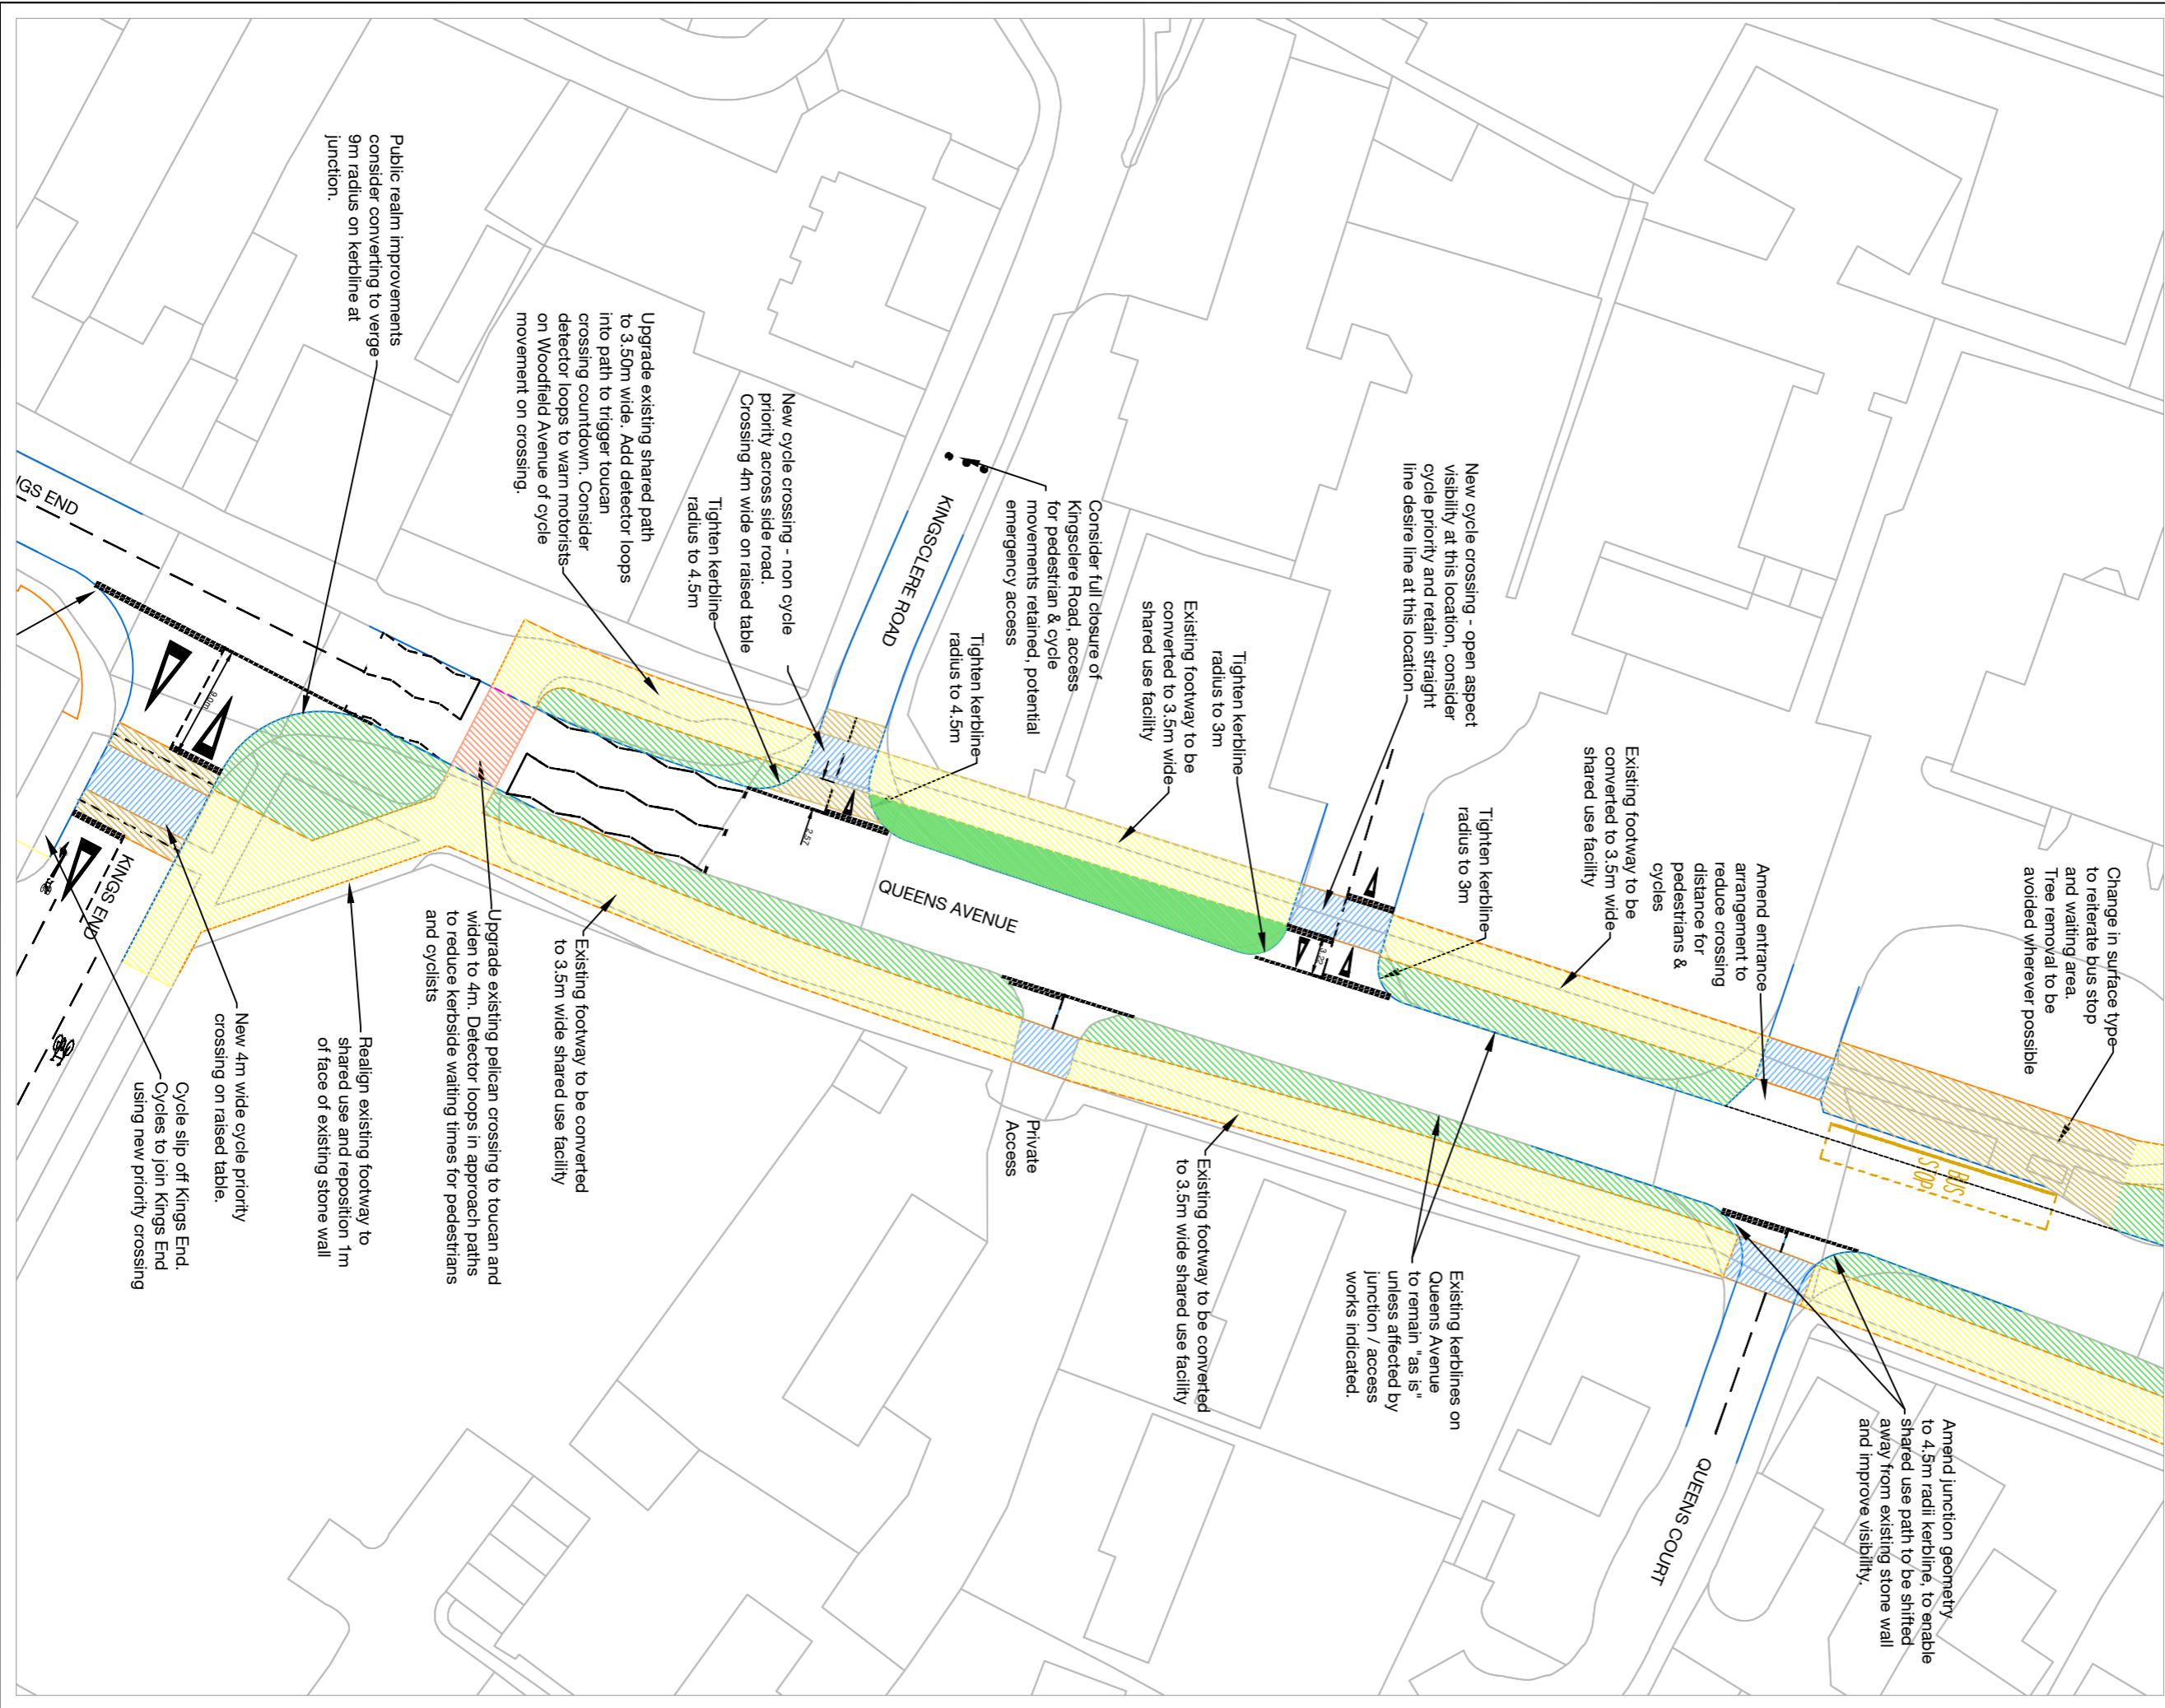 Change in surface type
to reiterate bus stop
and waiting area.
Tree removal to be
avoided wherever possible
Amend junction geometry
to 4.5m radii kerbline, to enable
shared use path to be shifted
away from existing stone wall
and improve visibility.
BUS
STOP
Amend entrance
arrangement to
reduce crossing
distance for
pedestrians &
cycles
QUEENS COURT
Existing footway to be
converted to 3.5m wide
shared use facility
Tighten kerbline
radius to 3m
New cycle crossing - open aspect
visibility at this location, consider
cycle priority and retain straight
line desire line at this location
Existing kerblines on
Queens Avenue
to remain "as is"
unless affected by
junction / access
works indicated.
3.20
Tighten kerbline
radius to 3m
Existing footway to be
converted to 3.5m wide
shared use facility
Existing footway to be converted
to 3.5m wide shared use facility
Consider full closure of
Kingsclere Road, access
for pedestrian & cycle
movements retained, potential
emergency access
Private
Access
Tighten kerbline
radius to 4.5m
KINGSCLERE ROAD
QUEENS AVENUE
New cycle crossing - non cycle
priority across side road.
Crossing 4m wide on raised table
2.57
Tighten kerbline
radius to 4.5m
Upgrade existing shared path
to 3.50m wide. Add detector loops
into path to trigger toucan
crossing countdown. Consider
detector loops to warn motorists
on Woodfield Avenue of cycle
movement on crossing.
Existing footway to be converted
to 3.5m wide shared use facility
Upgrade existing pelican crossing to toucan and
widen to 4m. Detector loops in approach paths
to reduce kerbside waiting times for pedestrians
and cyclists
Public realm improvements
consider converting to verge
9m radius on kerbline at
junction.
Realign existing footway to
shared use and reposition 1m
of face of existing stone wall
9.0m
New 4m wide cycle priority
crossing on raised table.
Cycle slip off Kings End.
Cycles to join Kings End
using new priority crossing
KINGS END
NGS END